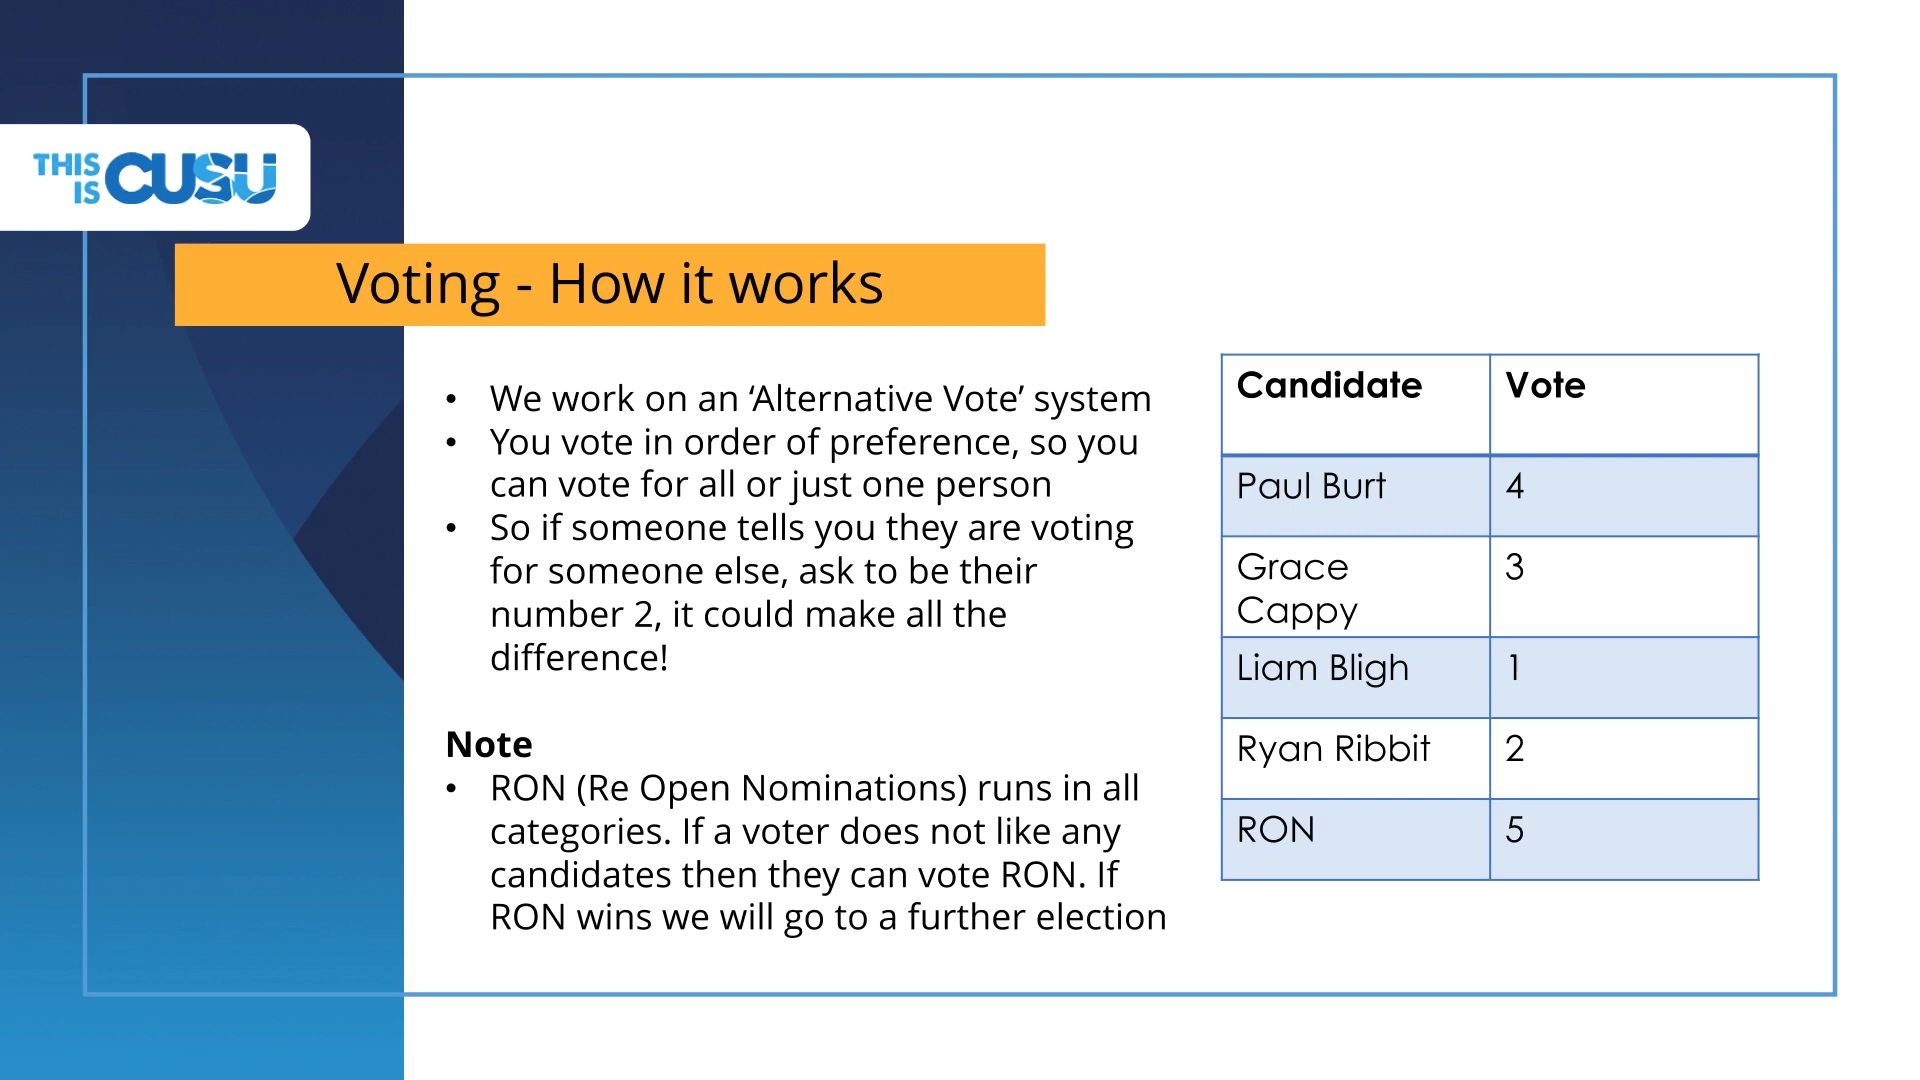 THIS
IS CUSU
Voting - How it works
• We work on an ‘Alternative Vote’ system
• You vote in order of preference, so you
can vote for all or just one person
• So if someone tells you they are voting
for someone else, ask to be their
number 2, it could make all the
difference!
Note
• RON (Re Open Nominations) runs in all
categories. If a voter does not like any
candidates then they can vote RON. If
RON wins we will go to a further election
Candidate Vote
Paul Burt 4
Grace 3
Cappy
Liam Bligh 1
Ryan Ribbit 2
RON 5